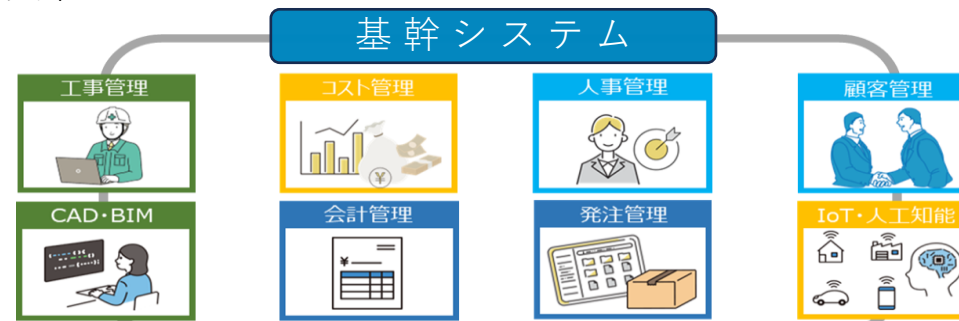 基幹システム
工事管理
コスト管理
人事管理
顧客管理
¥
CAD・BIM
会計管理
発注管理
IoT・人工知能
¥